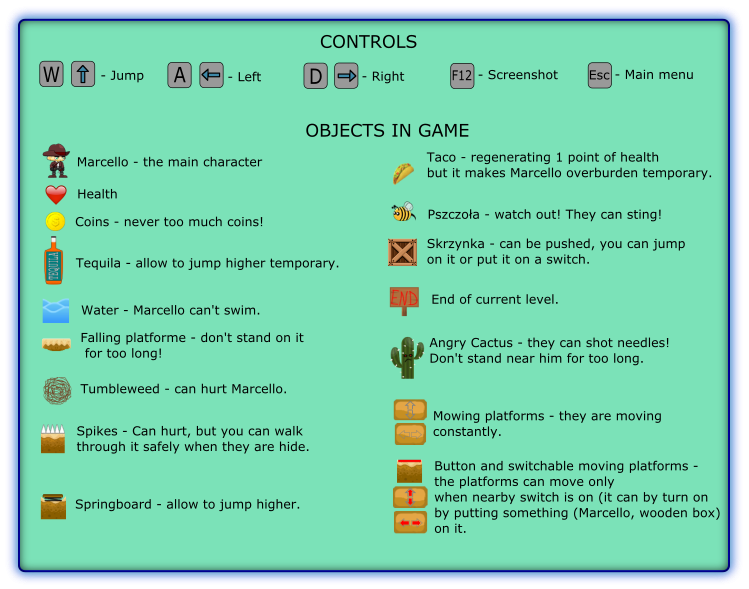 CONTROLS
W - Jump A - Left D - Right F12 - Screenshot Esc - Main menu
OBJECTS IN GAME
Marcello - the main character
Health
Coins - never too much coins!
TEQUILA
Tequila - allow to jump higher temporary.
Water - Marcello can't swim.
Falling platforme - don't stand on it
for too long!
Tumbleweed - can hurt Marcello.
Spikes - Can hurt, but you can walk
through it safely when they are hide.
Springboard - allow to jump higher.
Taco - regenerating 1 point of health
but it makes Marcello overburden temporary.
Pszczoła - watch out! They can sting!
Skrzynka - can be pushed, you can jump
on it or put it on a switch.
END
End of current level.
Angry Cactus - they can shot needles!
Don't stand near him for too long.
Mowing platforms - they are moving
constantly.
Button and switchable moving platforms -
the platforms can move only
when nearby switch is on (it can by turn on
by putting something (Marcello, wooden box)
on it.